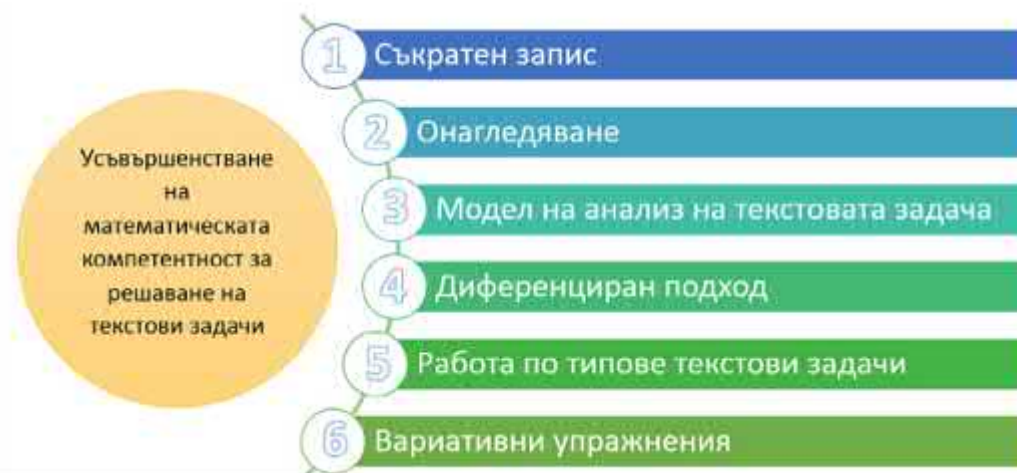 Усъвършенстване
на
математическата
компетентност за
решаване на
текстови задачи
1 Съкратен запис
2 Онагледяване
3 Модел на анализ на текстовата задача
4 Диференциран подход
5 Работа по типове текстови задачи
6 Вариативни упражнения